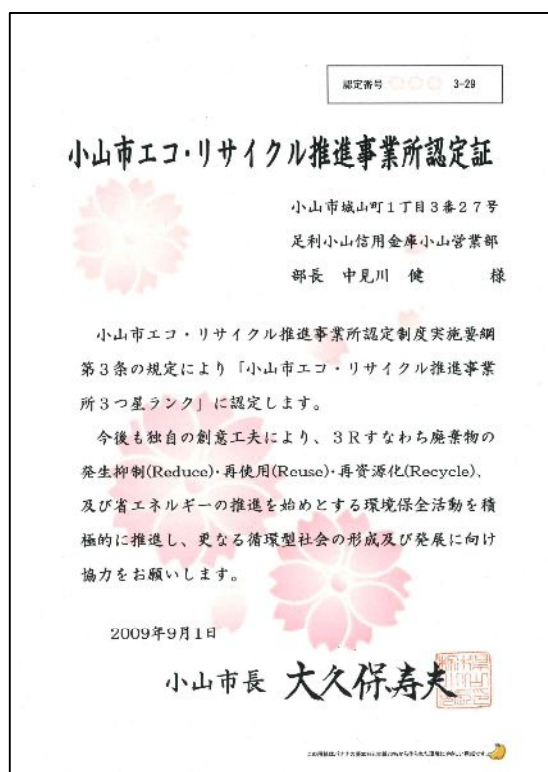 認定番号 3-29
小山市エコ・リサイクル推進事業所認定証
小山市城山町1丁目3番27号
足利小山信用金庫小山営業部
部長 中見川 健 様
小山市エコ・リサイクル推進事業所認定制度実施要綱
第3条の規定により「小山市エコ・リサイクル推進事業
所3つ星ランク」に認定します。
今後も独自の創意工夫により、3Rすなわち廃棄物の
発生抑制(Reduce)・再使用(Reuse)・再資源化(Recycle)、
及び省エネルギーの推進を始めとする環境保全活動を積
極的に推進し、更なる循環型社会の形成及び発展に向け
協力をお願いします。
2009年9月1日
小山市長 大久保寿夫